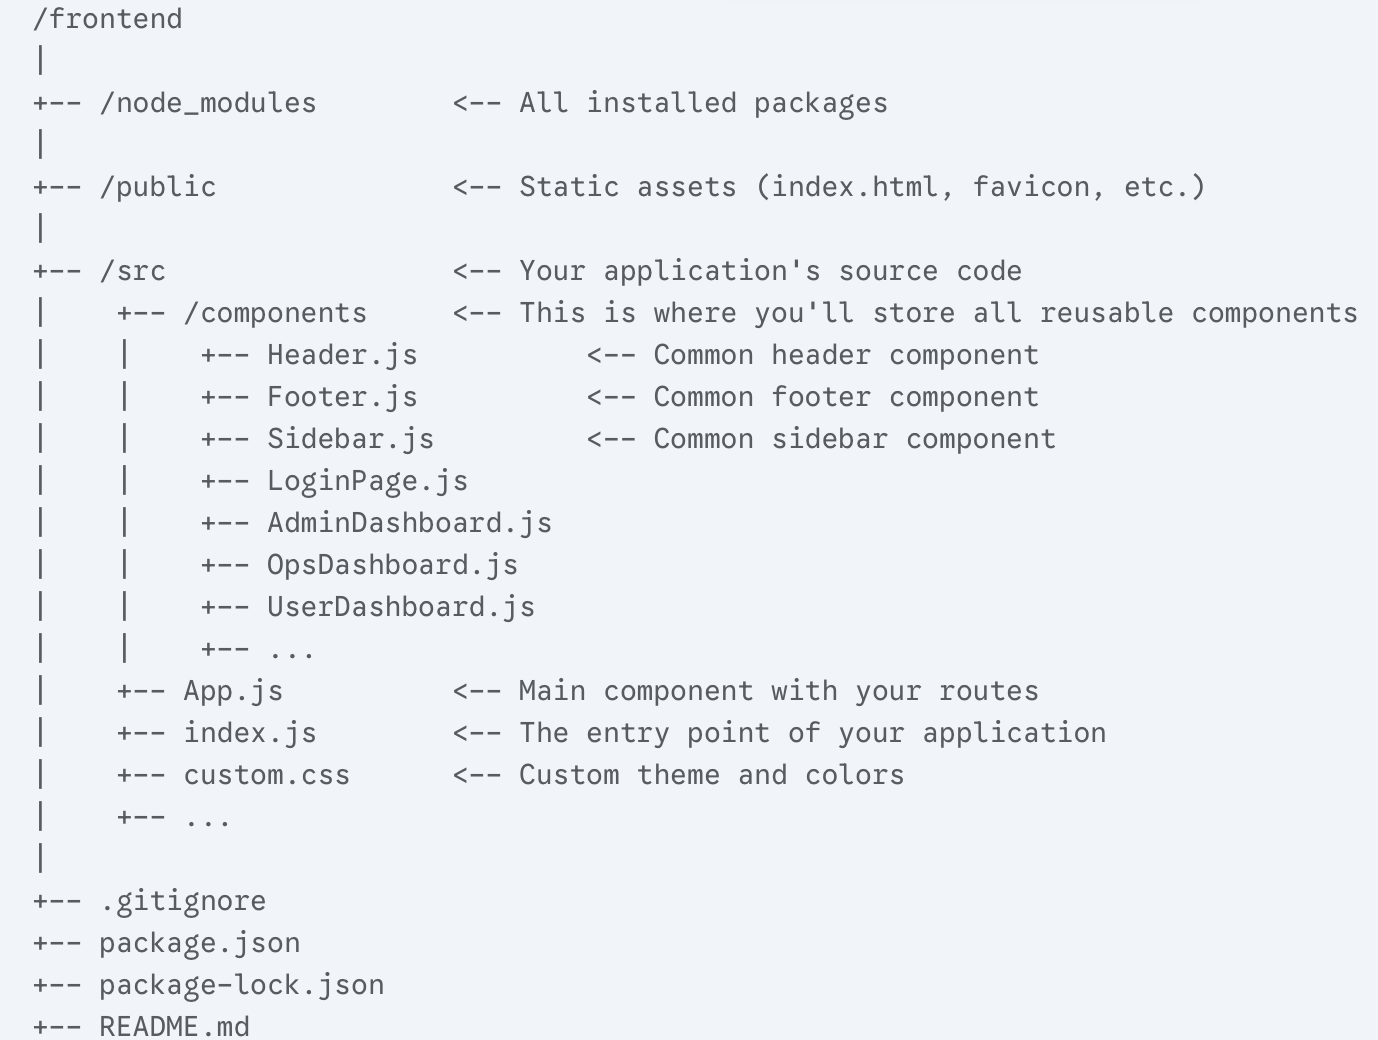 /frontend
|
+-- /node_modules        <-- All installed packages
|
+-- /public              <-- Static assets (index.html, favicon, etc.)
|
+-- /src                 <-- Your application's source code
|    +-- /components     <-- This is where you'll store all reusable components
|    |    +-- Header.js          <-- Common header component
|    |    +-- Footer.js          <-- Common footer component
|    |    +-- Sidebar.js         <-- Common sidebar component
|    |    +-- LoginPage.js
|    |    +-- AdminDashboard.js
|    |    +-- OpsDashboard.js
|    |    +-- UserDashboard.js
|    |    +-- ...
|    +-- App.js          <-- Main component with your routes
|    +-- index.js        <-- The entry point of your application
|    +-- custom.css      <-- Custom theme and colors
|    +-- ...
|
+-- .gitignore
+-- package.json
+-- package-lock.json
+-- README.md